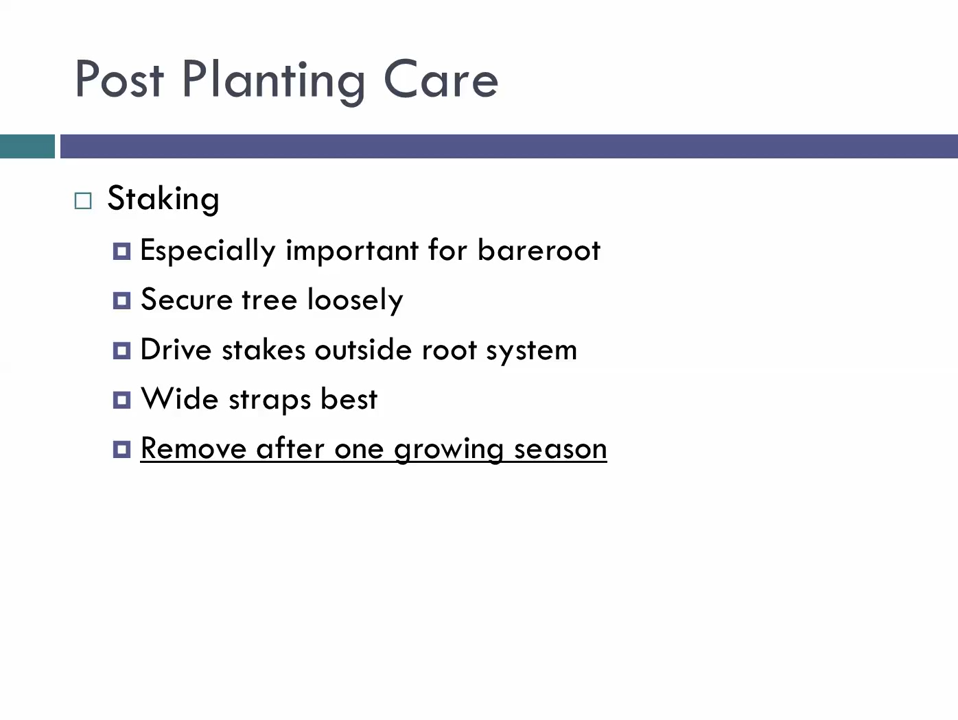 Post Planting Care
Staking
Especially important for bareroot
Secure tree loosely
Drive stakes outside root system
Wide straps best
Remove after one growing season